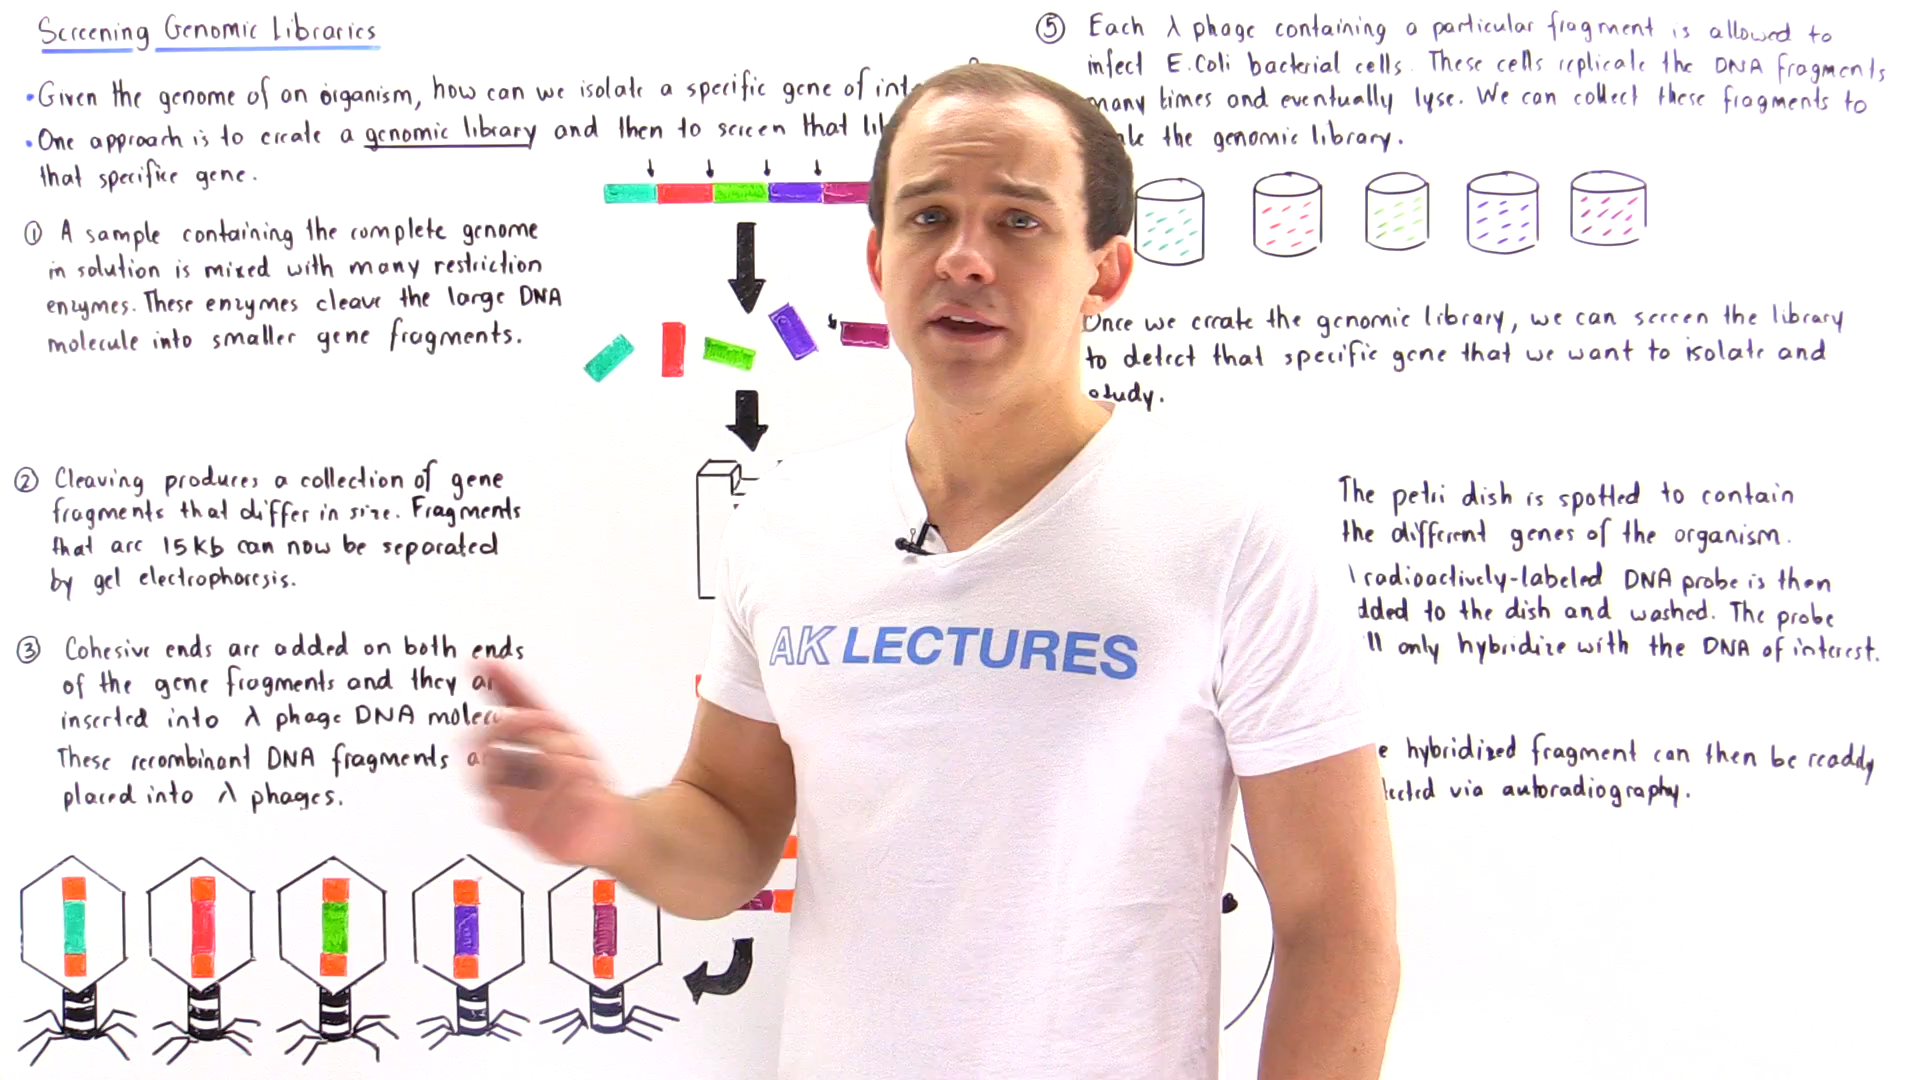 Screening Genomic Libraries
• Given the genome of an organism, how can we isolate a specific gene of
• One approach is to create a genomic library and then to screen that
that specific gene.
① A sample containing the complete genome
in solution is mixed with many restriction
enzymes. These enzymes cleave the large DNA
molecule into smaller gene fragments.
② Cleaving produces a collection of gene
fragments that differ in size. Fragments
that are 15kb can now be separated
by gel electrophoresis.
③ Cohesive ends are added on both ends
of the gene fragments and they
inserted into λ phage DNA
These recombinant DNA fragments
placed into λ phages.
⑤ Each λ phage containing a particular fragment is allowed to
infect E.Coli bacterial cells. These cells replicate the DNA fragments
many times and eventually lyse. We can collect these fragments to
the genomic library.
Once we create the genomic library, we can screen the library
to detect that specific gene that we want to isolate and
study.
The petri dish is spotted to contain
the different genes of the organism.
radioactively-labeled DNA probe is then
to the dish and washed. The probe
only hybridize with the DNA of interest.
hybridized fragment can then be readily
via autoradiography.
AK LECTURES